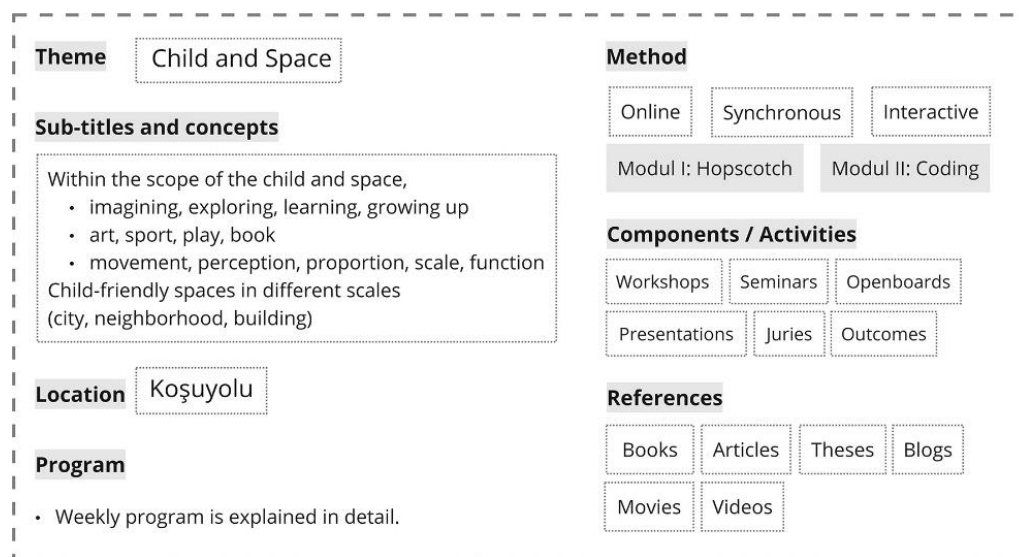 Theme
Child and Space
Sub-titles and concepts
Within the scope of the child and space,
• imagining, exploring, learning, growing up
• art, sport, play, book
• movement, perception, proportion, scale, function
Child-friendly spaces in different scales
(city, neighborhood, building)
Location
Koşuyolu
Program
• Weekly program is explained in detail.
Method
Online
Synchronous
Interactive
Modul I: Hopscotch
Modul II: Coding
Components / Activities
Workshops
Seminars
Openboards
Presentations
Juries
Outcomes
References
Books
Articles
Theses
Blogs
Movies
Videos